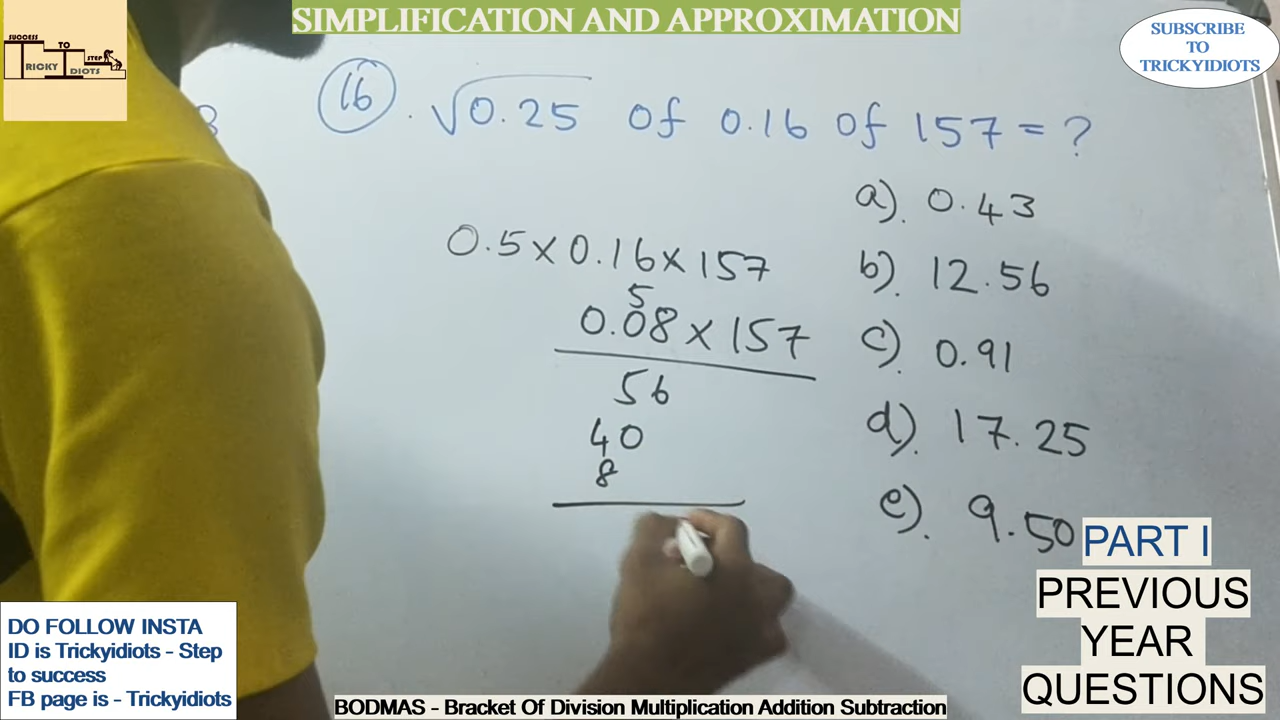 SIMPLIFICATION AND APPROXIMATION
SUCCESS
TO
STEP
TRICKY IDIOTS
SUBSCRIBE
TO
TRICKYIDIOTS
16. √0.25 of 0.16 of 157 = ?
a). 0.43
0.5 × 0.16 × 157
b). 12.56
5
0.08 × 157
c). 0.91
56
40
d). 17.25
8
e). 9.50
PART I
PREVIOUS
YEAR
QUESTIONS
DO FOLLOW INSTA
ID is Trickyidiots - Step
to success
FB page is - Trickyidiots
BODMAS - Bracket Of Division Multiplication Addition Subtraction